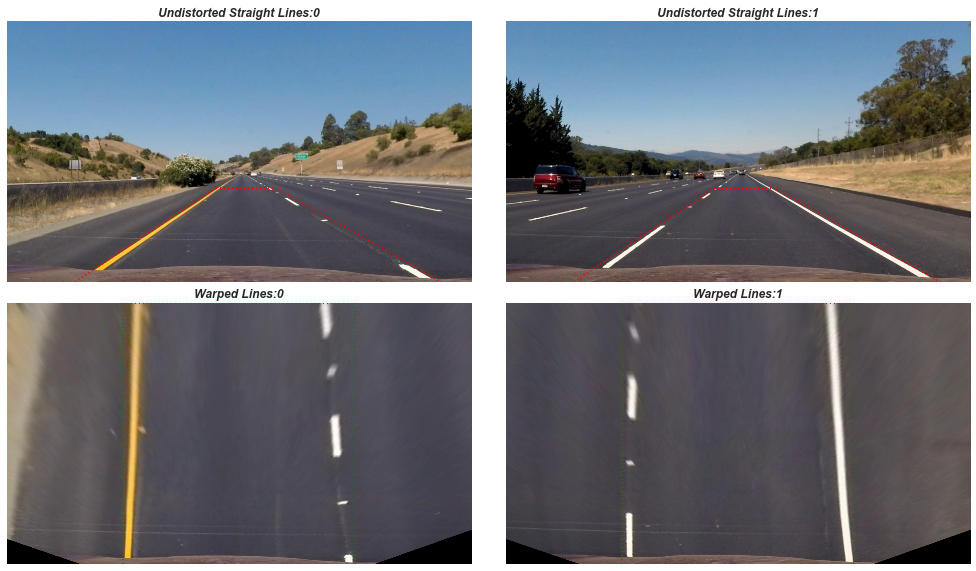 Undistorted Straight Lines:0
Undistorted Straight Lines:1
Warped Lines:0
Warped Lines:1